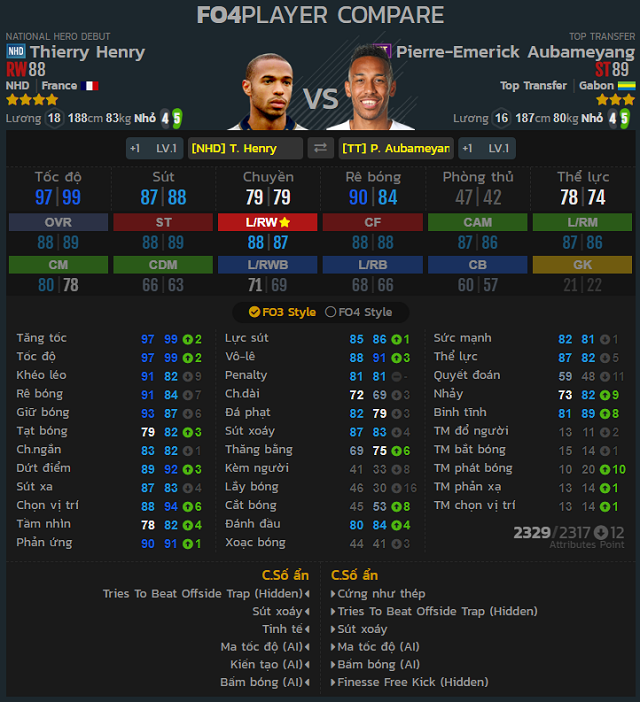 FO4PLAYER COMPARE
NATIONAL HERO DEBUT
TOP TRANSFER
NHD Thierry Henry
TT Pierre-Emerick Aubameyang
RW88
ST89
NHD France
Top Transfer Gabon
Lương 18 188cm 83kg Nhỏ 4 5
Lương 16 187cm 80kg Nhỏ 4 5
VS
+1 LV.1 [NHD] T. Henry [TT] P. Aubameyan +1 LV.1
Tốc độ Sút Chuyền Rê bóng Phòng thủ Thể lực
97|99 87|88 79|79 90|84 47|42 78|74
OVR ST L/RW CF CAM L/RM
88|89 88|89 88|87 88|88 87|86 87|86
CM CDM L/RWB L/RB CB GK
80|78 66|63 71|69 68|66 60|57 21|22
FO3 Style FO4 Style
Tăng tốc 97 99 2 Lực sút 85 86 1 Sức mạnh 82 81 1
Tốc độ 97 99 2 Vô-lê 88 91 3 Thể lực 87 82 5
Khéo léo 91 82 9 Penalty 81 81 - Quyết đoán 59 48 11
Rê bóng 91 84 7 Ch.dài 72 69 3 Nhảy 73 82 9
Giữ bóng 93 87 6 Đá phạt 82 79 3 Bình tĩnh 81 89 8
Tạt bóng 79 82 3 Sút xoáy 87 83 4 TM đổ người 13 11 2
Ch.ngắn 83 82 1 Thăng bằng 69 75 6 TM bắt bóng 15 14 1
Dứt điểm 89 92 3 Kèm người 41 33 8 TM phát bóng 10 20 10
Sút xa 87 83 4 Lấy bóng 46 30 16 TM phản xạ 13 14 1
Chọn vị trí 88 94 6 Cắt bóng 45 53 8 TM chọn vị trí 13 14 1
Tầm nhìn 78 82 4 Đánh đầu 80 84 4 2329/2317 12
Phản ứng 90 91 1 Xoạc bóng 44 41 3 Attributes Point
C.Số ẩn C.Số ẩn
Tries To Beat Offside Trap (Hidden) Cứng như thép
Sút xoáy Tries To Beat Offside Trap (Hidden)
Tinh tế Sút xoáy
Ma tốc độ (AI) Ma tốc độ (AI)
Kiến tạo (AI) Bấm bóng (AI)
Bấm bóng (AI) Finesse Free Kick (Hidden)